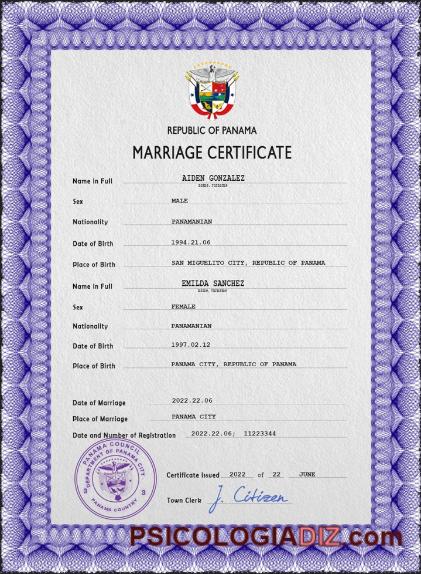 REPUBLIC OF PANAMA
MARRIAGE CERTIFICATE
Name in Full AIDEN GONZALEZ
Sex MALE
Nationality PANAMANIAN
Date of Birth 1994.21.06
Place of Birth SAN MIGUELITO CITY, REPUBLIC OF PANAMA
Name in Full EMILDA SANCHEZ
Sex FEMALE
Nationality PANAMANIAN
Date of Birth 1997.02.12
Place of Birth PANAMA CITY, REPUBLIC OF PANAMA
Date of Marriage 2022.22.06
Place of Marriage PANAMA CITY
Date and Number of Registration 2022.22.06; 11223344
PANAMA COUNCIL
DEPARTMENT OF PANAMA CITY
PANAMA COUNTRY
3
Certificate Issued 2022 of 22 JUNE
Town Clerk J. Citizen
PSICOLOGIADIZ.com